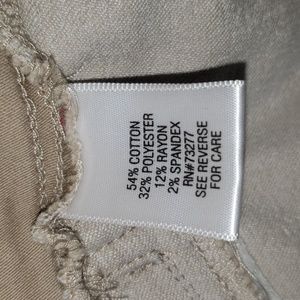 54% COTTON
32% POLYESTER
12% RAYON
2% SPANDEX
RN#73277
SEE REVERSE
FOR CARE